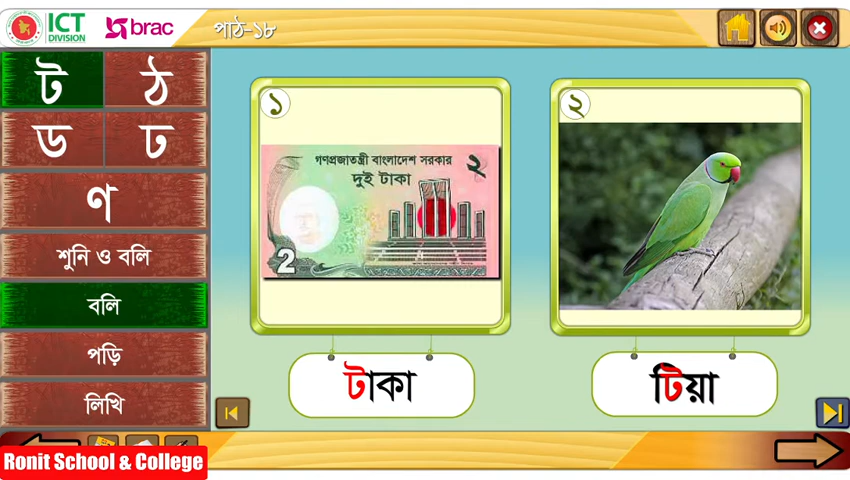 ICT
DIVISION
brac
পাঠ-১৮
ট ঠ
ড ঢ
ণ
শুনি ও বলি
বলি
পড়ি
লিখি
১
গণপ্রজাতন্ত্রী বাংলাদেশ সরকার
দুই টাকা
২
2
টাকা
২
টিয়া
Ronit School & College